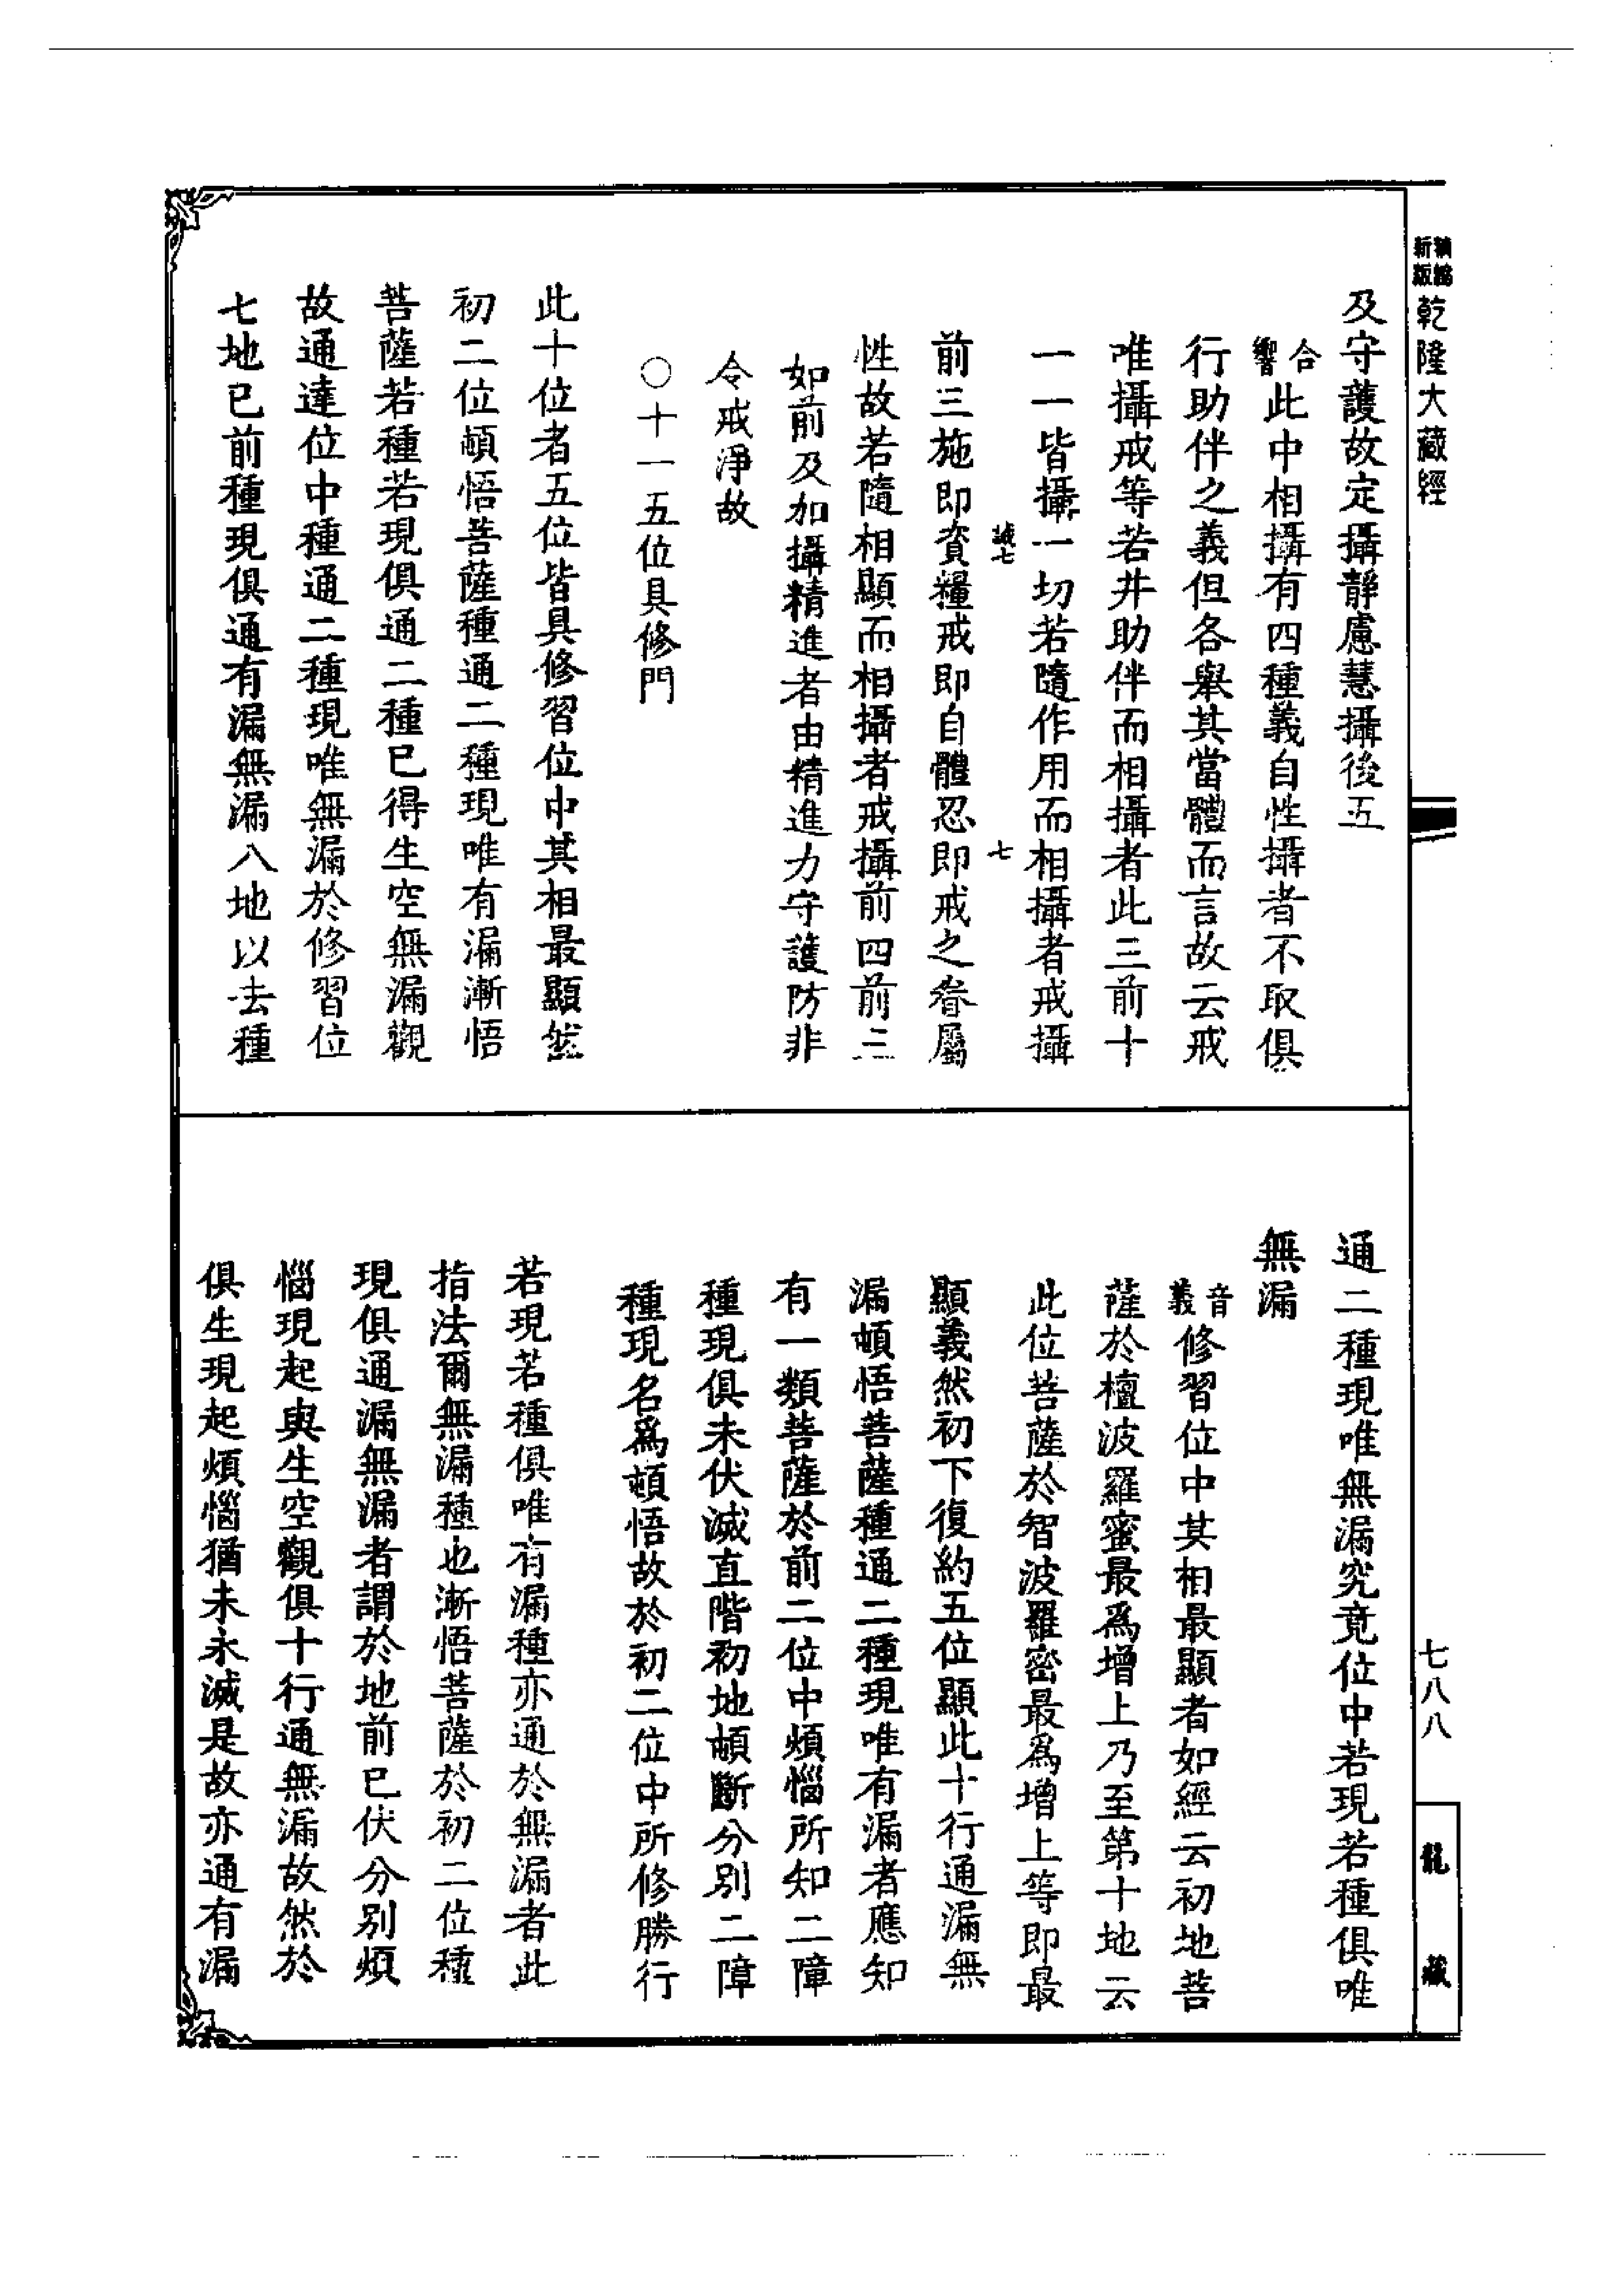 精縮
新版
乾隆大藏經
及守護故定攝靜慮慧攝後五
合響此中相攝有四種義自性攝者不取俱
行助伴之義但各舉其當體而言故云戒
唯攝戒等若并助伴而相攝者此三前十
一一皆攝一切若隨作用而相攝者戒攝
誠七
七
前三施即資糧戒即自體忍即戒之眷屬
性故若隨相顯而相攝者戒攝前四前三
如前及加攝精進者由精進力守護防非
令戒淨故
○十一五位具修門
此十位者五位皆具修習位中其相最顯然
初二位頓悟菩薩種通二種現唯有漏漸悟
菩薩若種若現俱通二種已得生空無漏觀
故通達位中種通二種現唯無漏於修習位
七地已前種現俱通有漏無漏八地以去種
通二種現唯無漏究竟位中若現若種俱唯
無漏
音義修習位中其相最顯者如經云初地菩
薩於檀波羅蜜最爲增上乃至第十地云
此位菩薩於智波羅密最爲增上等即最
顯義然初下復約五位顯此十行通漏無
漏頓悟菩薩種通二種現唯有漏者應知
有一類菩薩於前二位中煩惱所知二障
種現俱未伏滅直階初地頓斷分別二障
種現名爲頓悟故於初二位中所修勝行
若現若種俱唯有漏種亦通於無漏者此
指法爾無漏種也漸悟菩薩於初二位種
現俱通漏無漏者謂於地前已伏分別煩
惱現起與生空觀俱十行通無漏故然於
俱生現起煩惱猶未永滅是故亦通有漏
七八八
龍藏